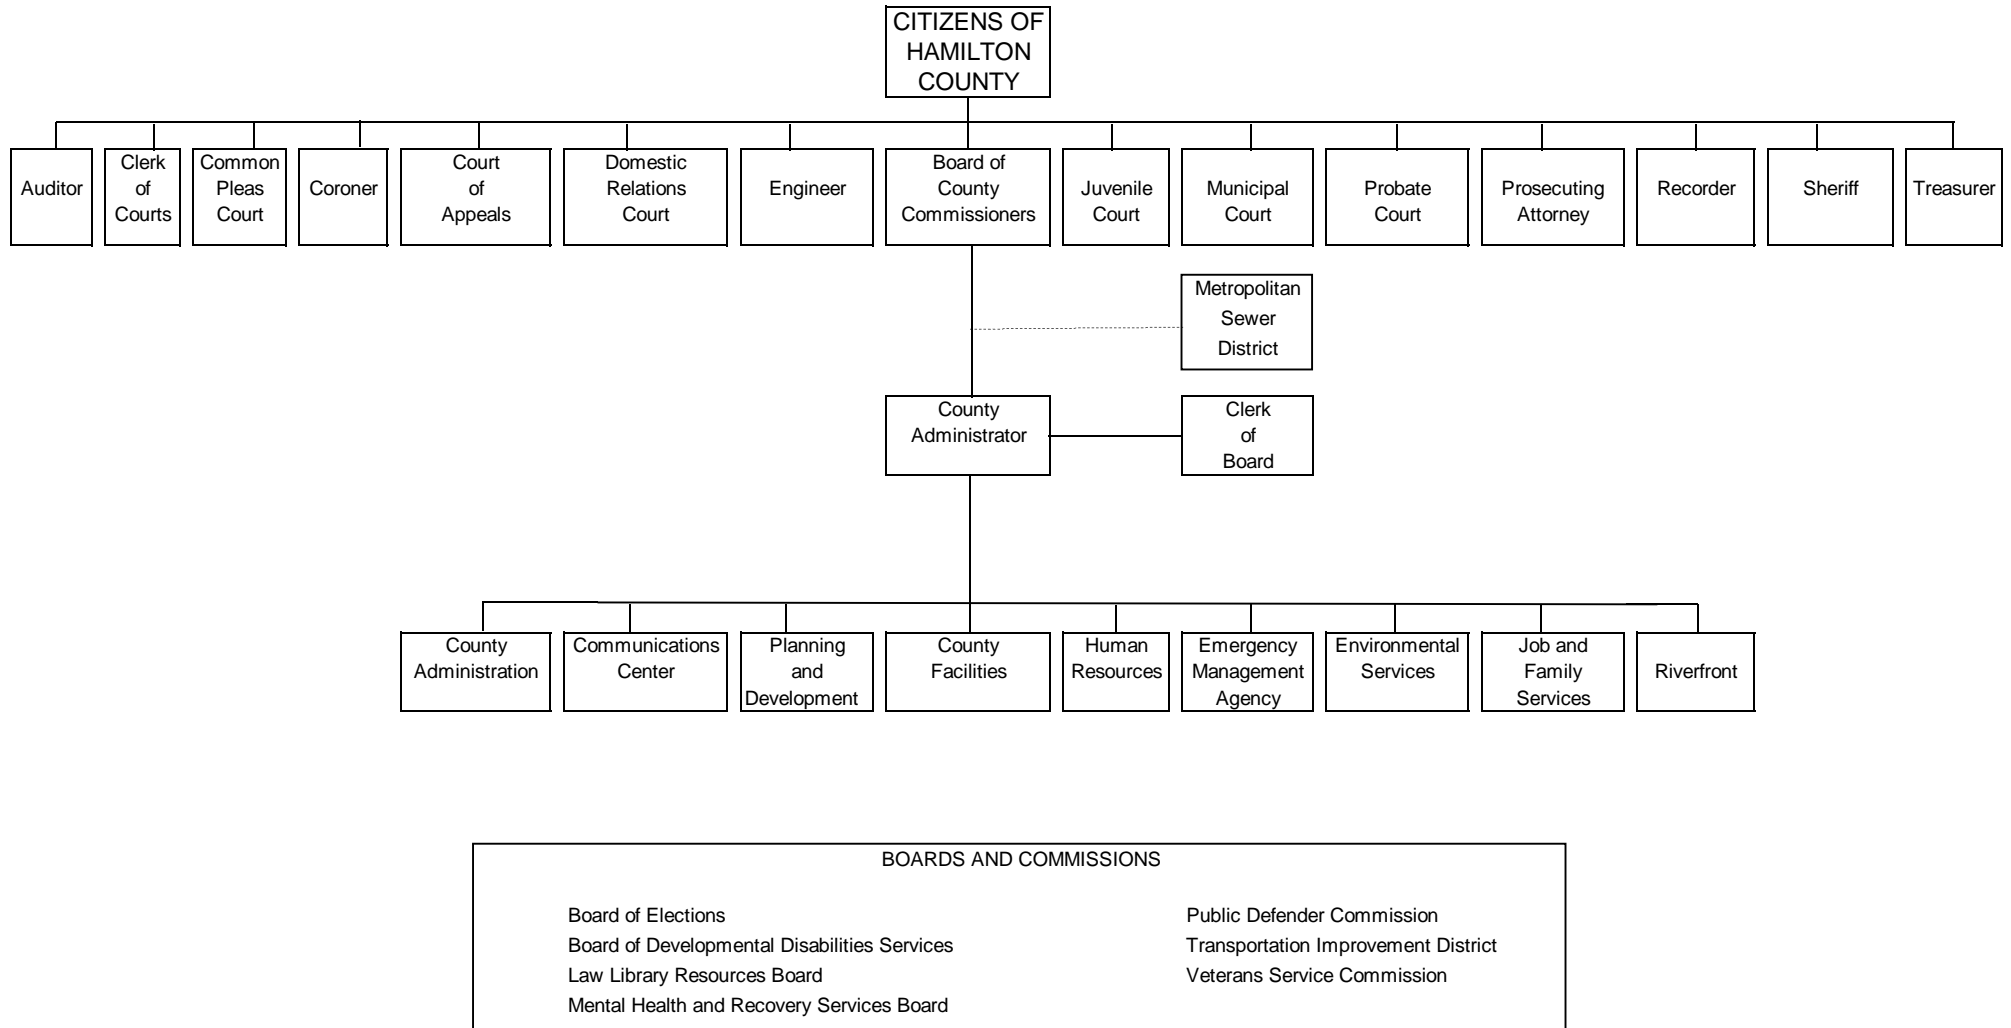 CITIZENS OF
HAMILTON
COUNTY
Auditor
Clerk
of
Courts
Common
Pleas
Court
Coroner
Court
of
Appeals
Domestic
Relations
Court
Engineer
Board of
County
Commissioners
Juvenile
Court
Municipal
Court
Probate
Court
Prosecuting
Attorney
Recorder
Sheriff
Treasurer
Metropolitan
Sewer
District
County
Administrator
Clerk
of
Board
County
Administration
Communications
Center
Planning
and
Development
County
Facilities
Human
Resources
Emergency
Management
Agency
Environmental
Services
Job and
Family
Services
Riverfront
BOARDS AND COMMISSIONS
Board of Elections
Board of Developmental Disabilities Services
Law Library Resources Board
Mental Health and Recovery Services Board
Public Defender Commission
Transportation Improvement District
Veterans Service Commission